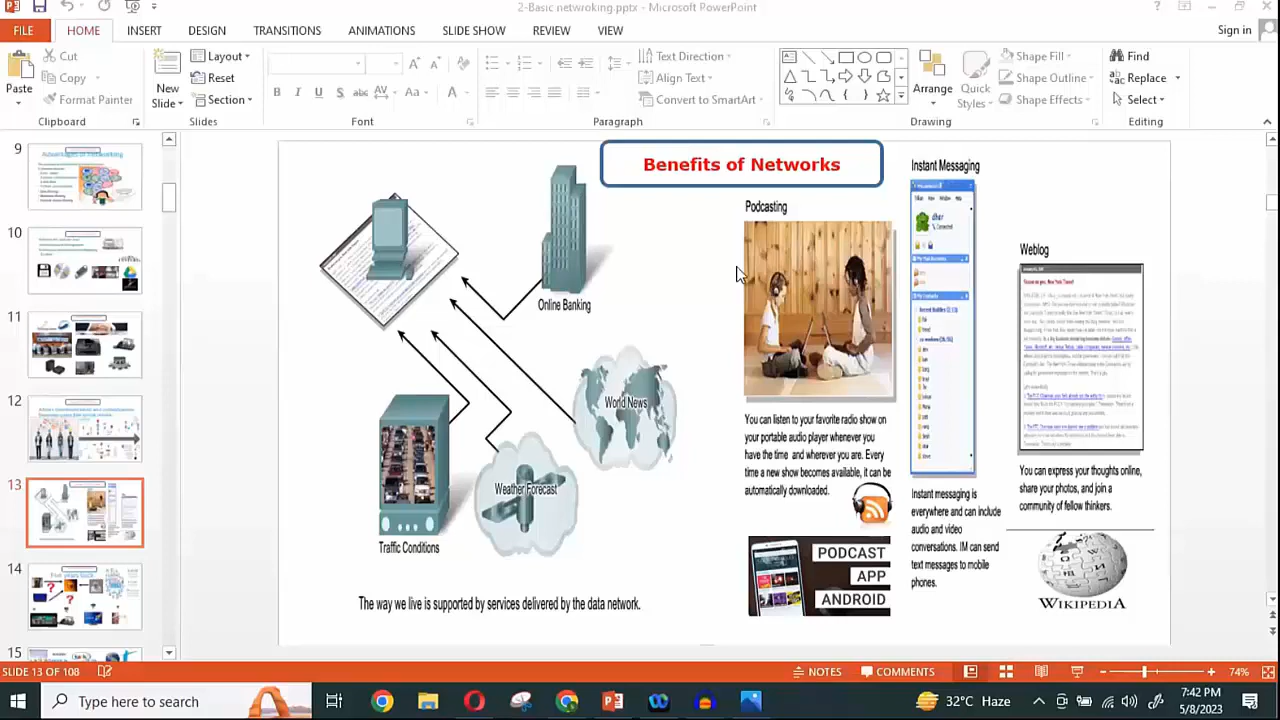 2-Basic netwroking.pptx - Microsoft PowerPoint
FILE HOME INSERT DESIGN TRANSITIONS ANIMATIONS SLIDE SHOW REVIEW VIEW Sign in
Paste
Cut
Copy
Format Painter
Clipboard
New Slide
Layout
Reset
Section
Slides
Font
Text Direction
Align Text
Convert to SmartArt
Paragraph
Arrange
Quick Styles
Shape Fill
Shape Outline
Shape Effects
Drawing
Find
Replace
Select
Editing
9
10
11
12
13
14
15
Benefits of Networks
Online Banking
World News
Weather Forecast
Traffic Conditions
The way we live is supported by services delivered by the data network.
Podcasting
You can listen to your favorite radio show on
your portable audio player whenever you
have the time and wherever you are. Every
time a new show becomes available, it can be
automatically downloaded.
PODCAST
APP
ANDROID
Instant Messaging
Instant messaging is
everywhere and can include
audio and video
conversations. IM can send
text messages to mobile
phones.
Weblog
You can express your thoughts online,
share your photos, and join a
community of fellow thinkers.
WIKIPEDIA
SLIDE 13 OF 108
NOTES COMMENTS 74%
Type here to search
32°C Haze
7:42 PM
5/8/2023